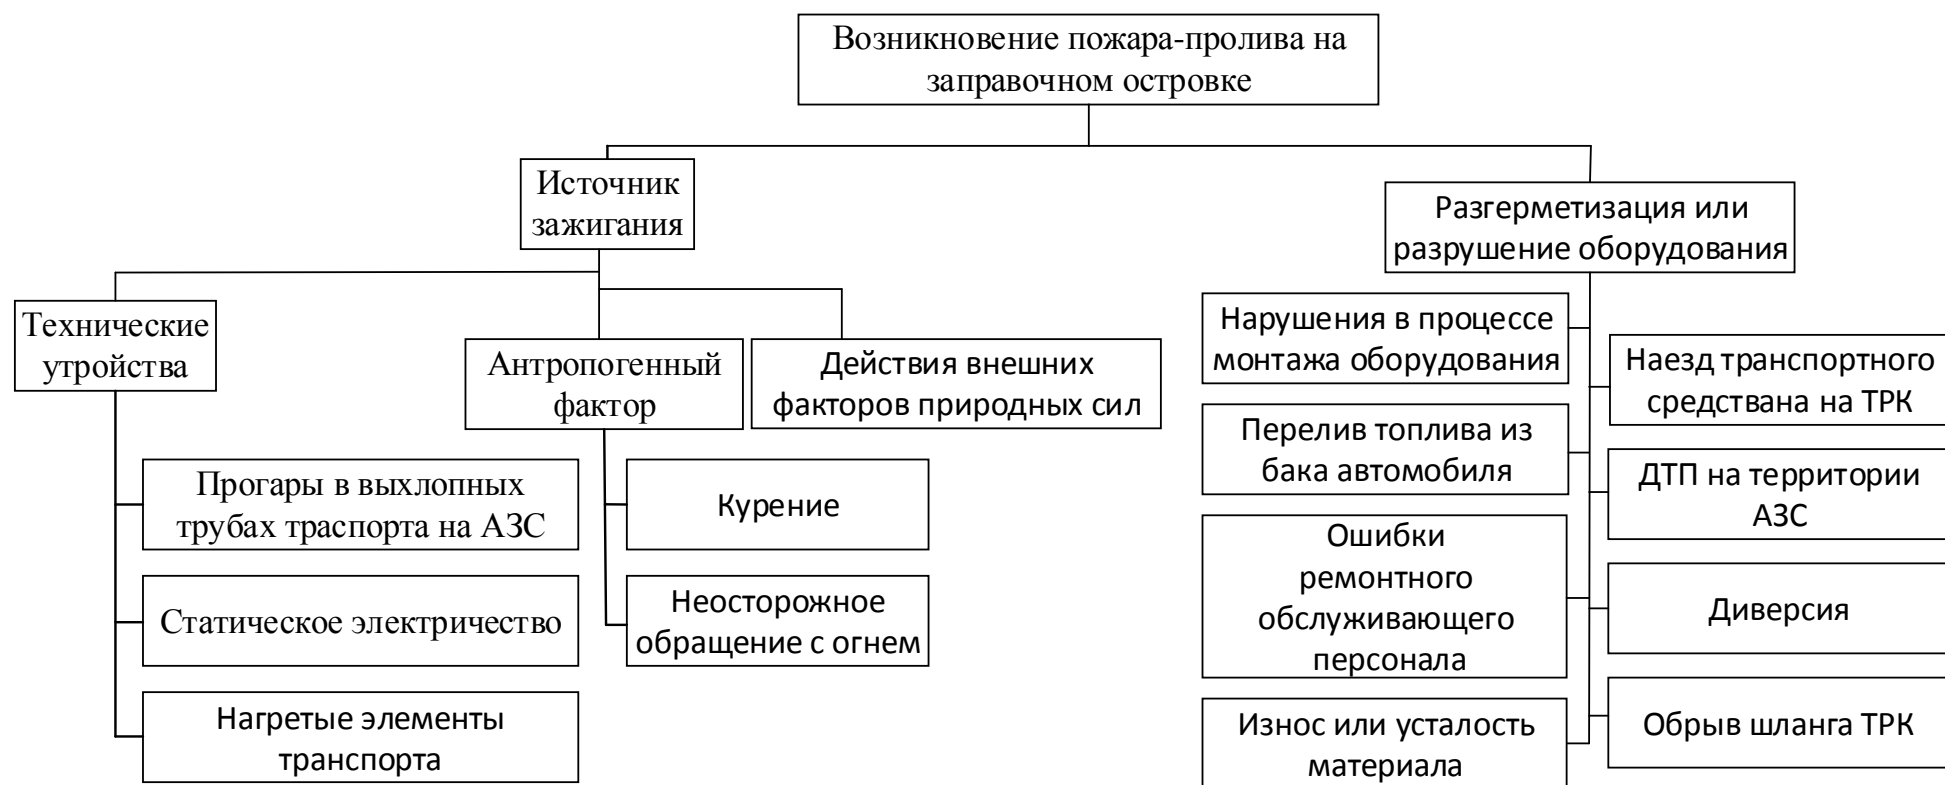 Возникновение пожара-пролива на
заправочном островке
Источник
зажигания
Разгерметизация или
разрушение оборудования
Технические
утройства
Антропогенный
фактор
Действия внешних
факторов природных сил
Прогары в выхлопных
трубах траспорта на АЗС
Статическое электричество
Нагретые элементы
транспорта
Курение
Неосторожное
обращение с огнем
Нарушения в процессе
монтажа оборудования
Перелив топлива из
бака автомобиля
Ошибки
ремонтного
обслуживающего
персонала
Износ или усталость
материала
Наезд транспортного
средствана на ТРК
ДТП на территории
АЗС
Диверсия
Обрыв шланга ТРК